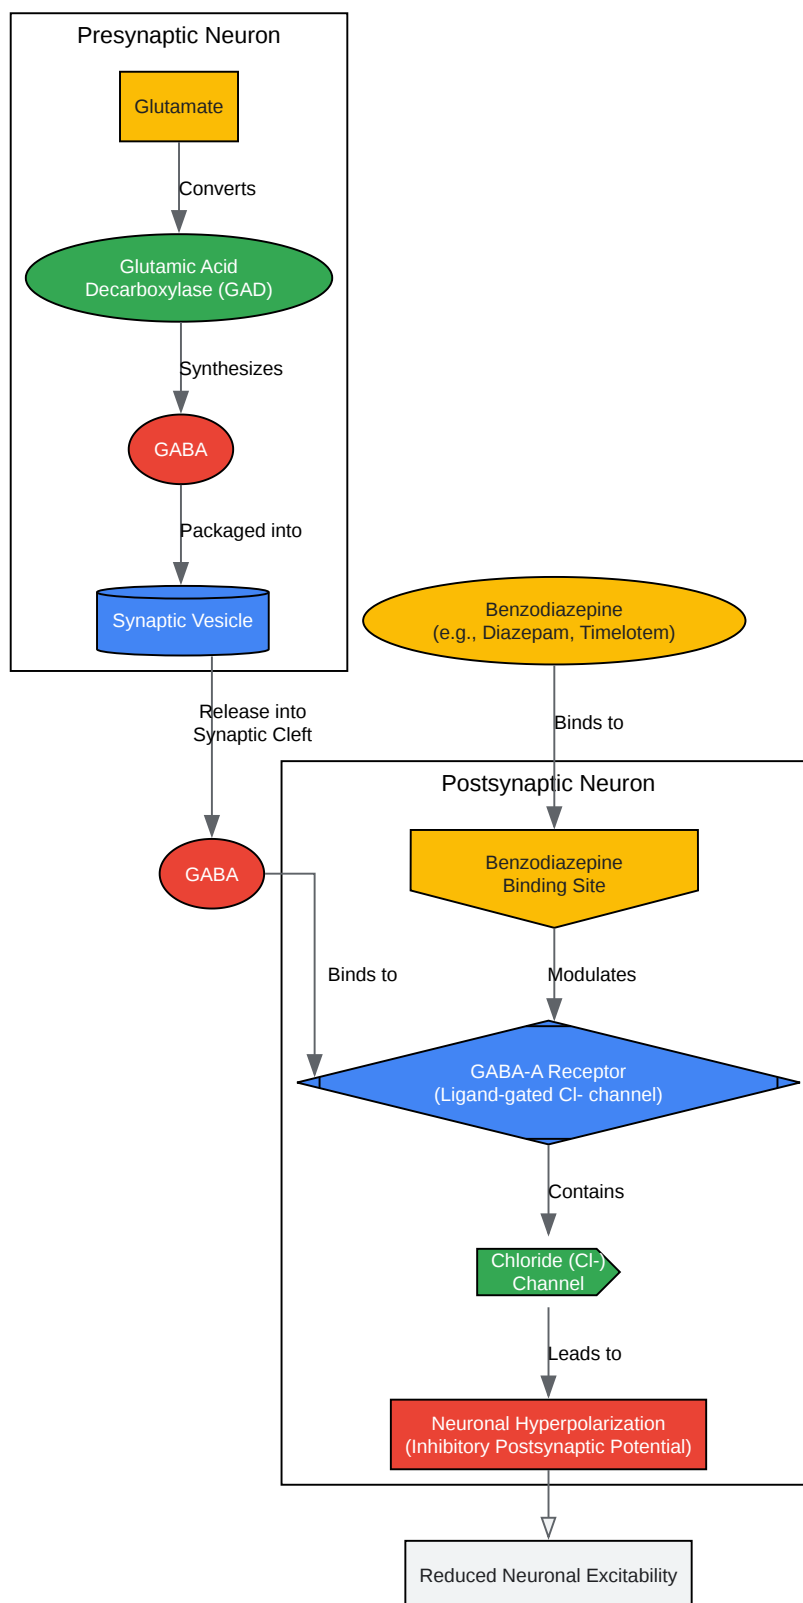 Presynaptic Neuron
Glutamate
Converts
Glutamic Acid
Decarboxylase (GAD)
Synthesizes
GABA
Packaged into
Synaptic Vesicle
Release into
Synaptic Cleft
GABA
Binds to
Benzodiazepine
(e.g., Diazepam, Timelotem)
Binds to
Postsynaptic Neuron
Benzodiazepine
Binding Site
Modulates
GABA-A Receptor
(Ligand-gated Cl- channel)
Contains
Chloride (Cl-)
Channel
Leads to
Neuronal Hyperpolarization
(Inhibitory Postsynaptic Potential)
Reduced Neuronal Excitability